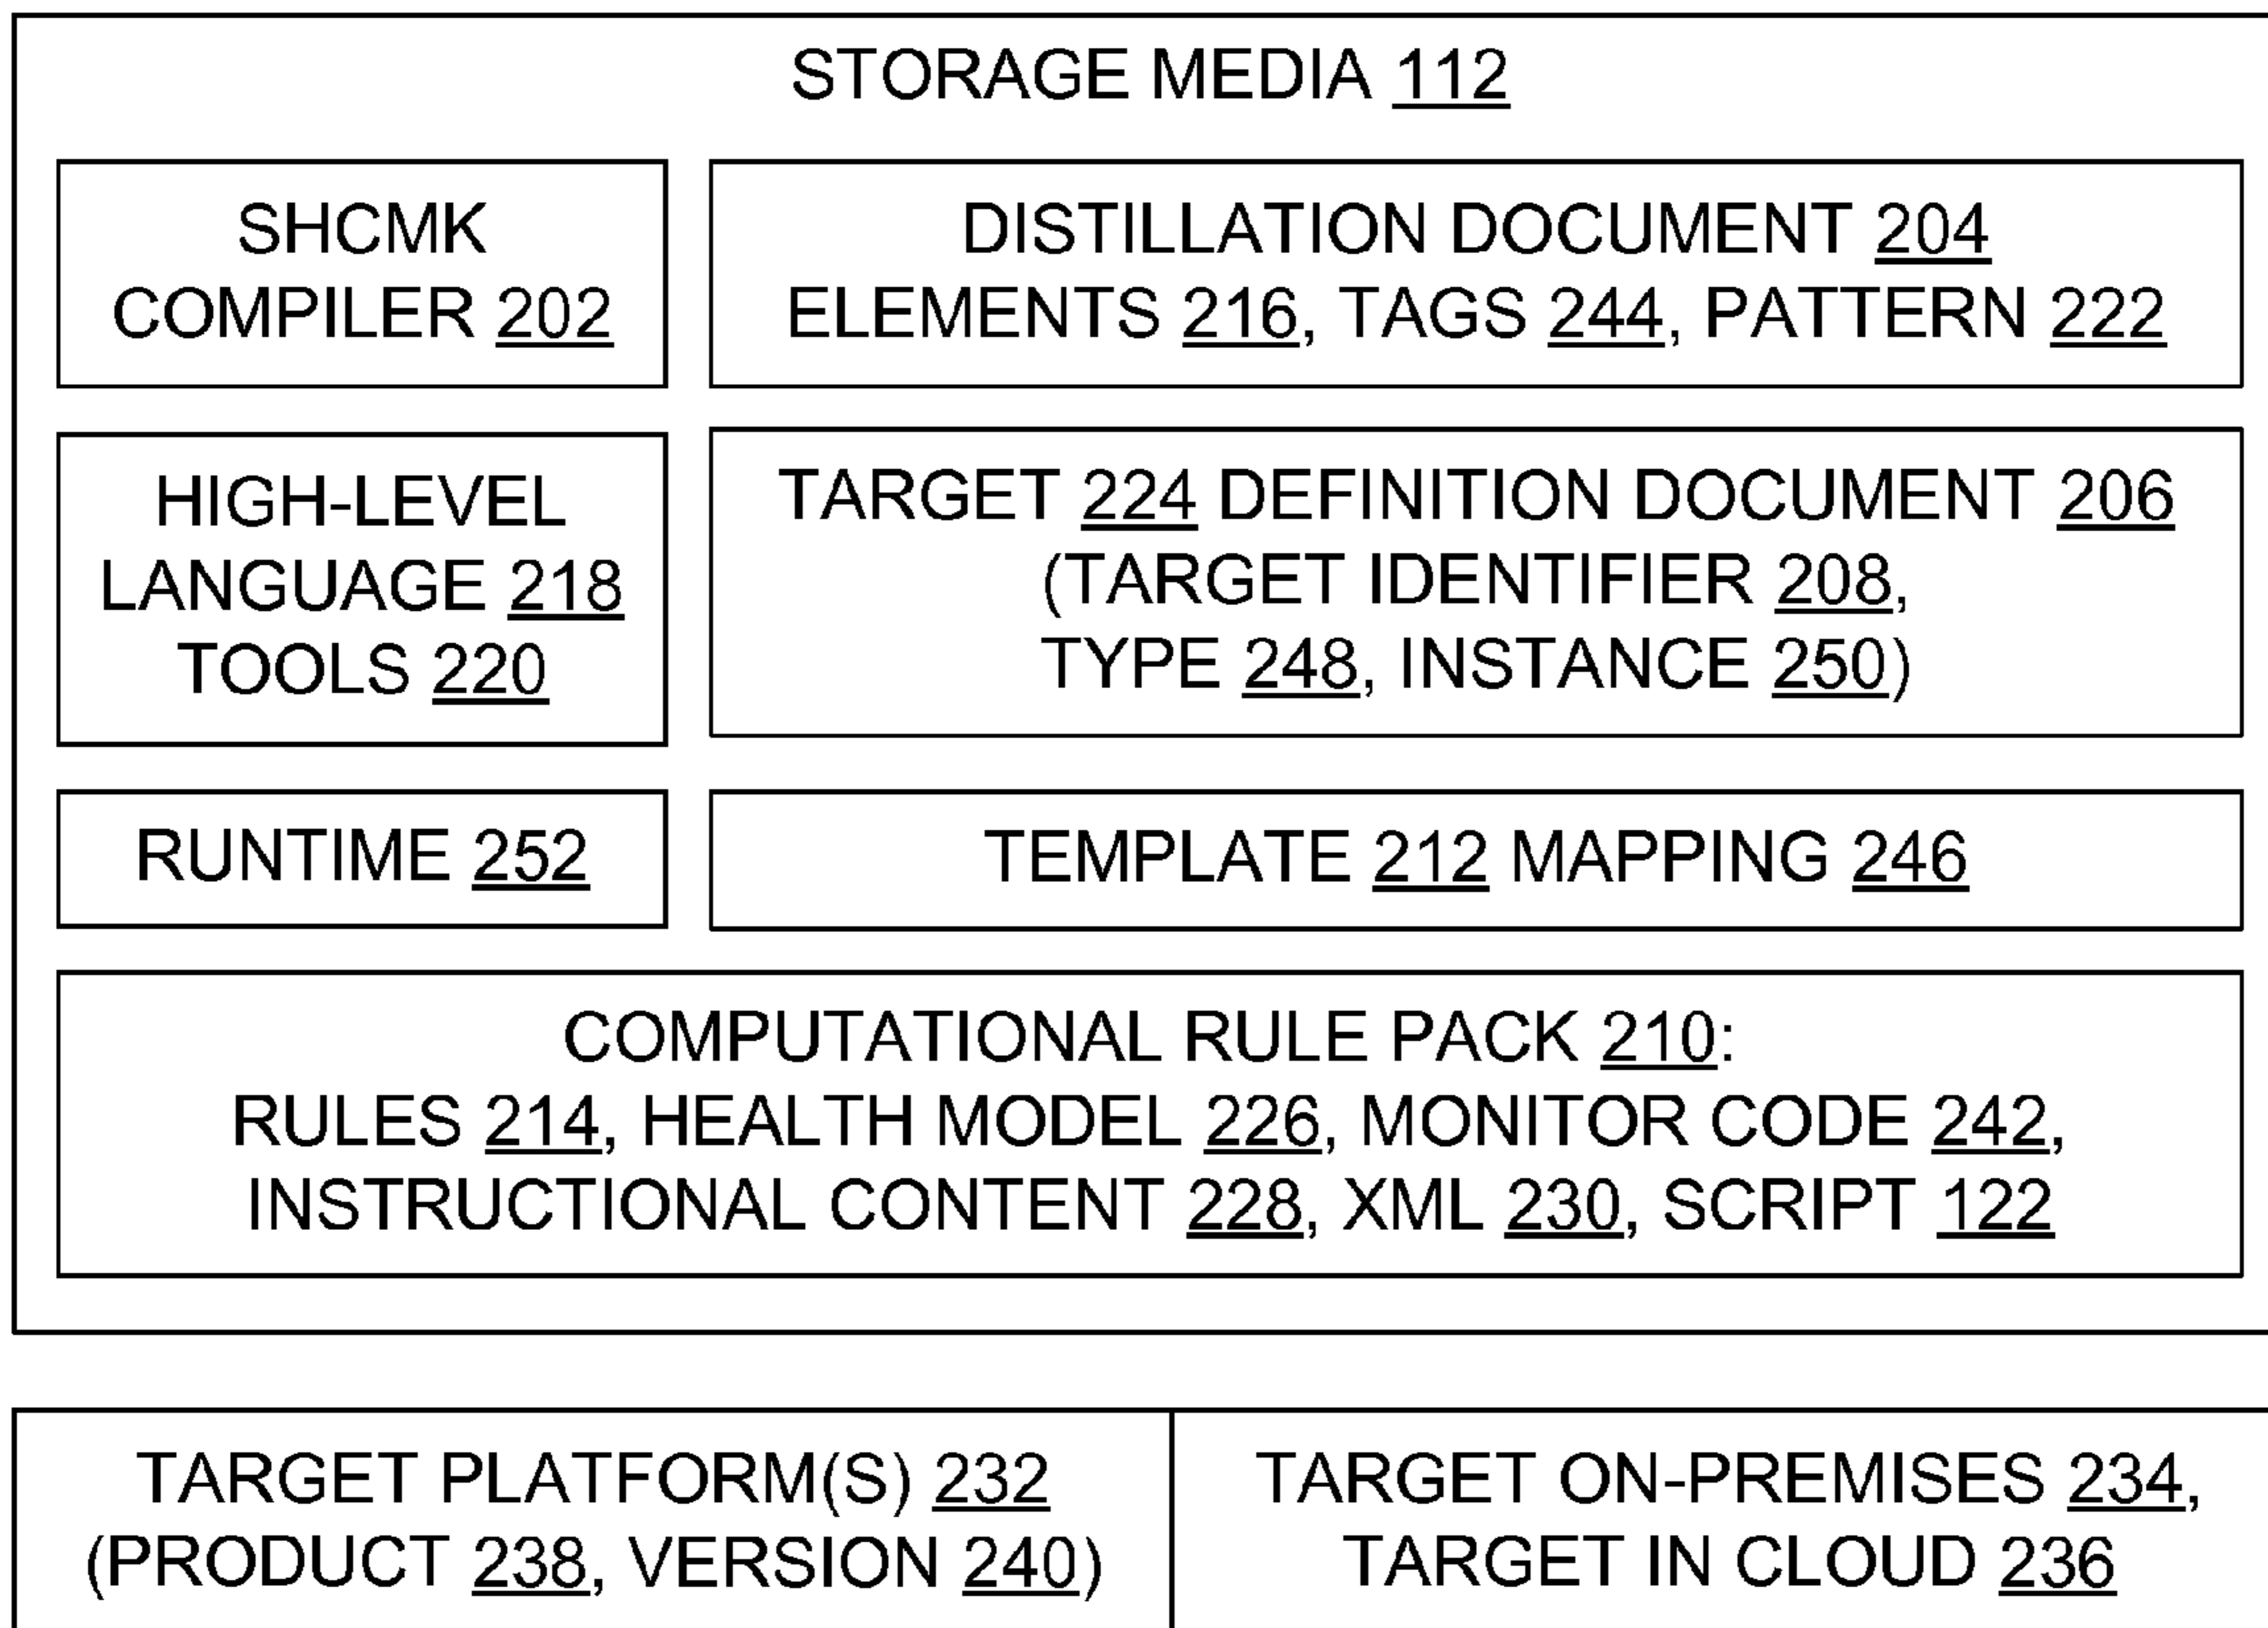 STORAGE MEDIA 112
SHCMK
COMPILER 202
DISTILLATION DOCUMENT 204
ELEMENTS 216, TAGS 244, PATTERN 222
HIGH-LEVEL
LANGUAGE 218
TOOLS 220
TARGET 224 DEFINITION DOCUMENT 206
(TARGET IDENTIFIER 208,
TYPE 248, INSTANCE 250)
RUNTIME 252
TEMPLATE 212 MAPPING 246
COMPUTATIONAL RULE PACK 210:
RULES 214, HEALTH MODEL 226, MONITOR CODE 242,
INSTRUCTIONAL CONTENT 228, XML 230, SCRIPT 122
TARGET PLATFORM(S) 232
(PRODUCT 238, VERSION 240)
TARGET ON-PREMISES 234,
TARGET IN CLOUD 236